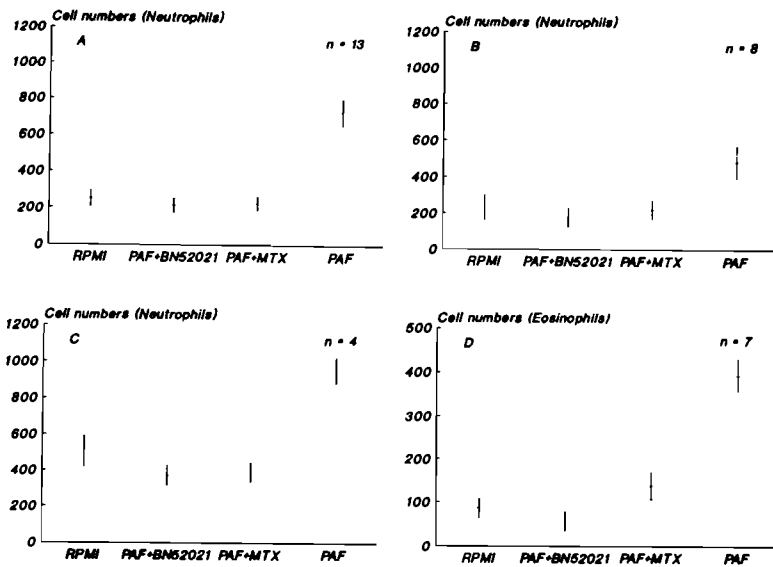 Cell numbers (Neutrophils)
1200
A
n = 13
1000
800
600
400
200
0
RPMI PAF+BN52021 PAF+MTX PAF
Cell numbers (Neutrophils)
1200
B
n = 8
1000
800
600
400
200
0
RPMI PAF+BN52021 PAF+MTX PAF
Cell numbers (Neutrophils)
1200
C
n = 4
1000
800
600
400
200
0
RPMI PAF+BN52021 PAF+MTX PAF
Cell numbers (Eosinophils)
500
D
n = 7
400
300
200
100
0
RPMI PAF+BN52021 PAF+MTX PAF